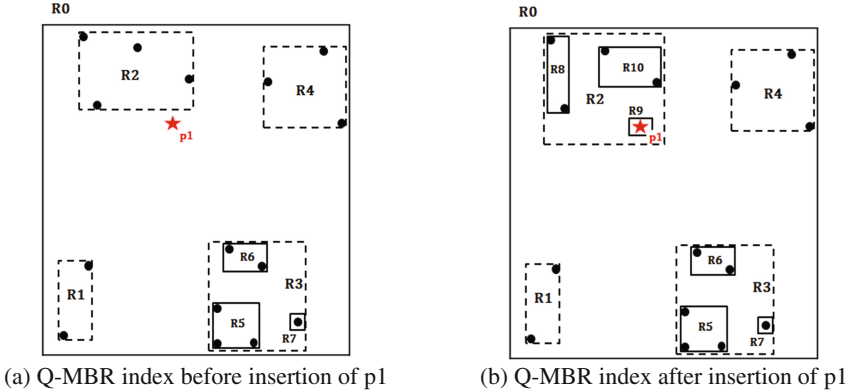 R0
R2
R4
p1
R6
R3
R1
R5
R7
(a) Q-MBR index before insertion of p1
R0
R8
R10
R2
R4
R9
p1
R6
R3
R1
R5
R7
(b) Q-MBR index after insertion of p1